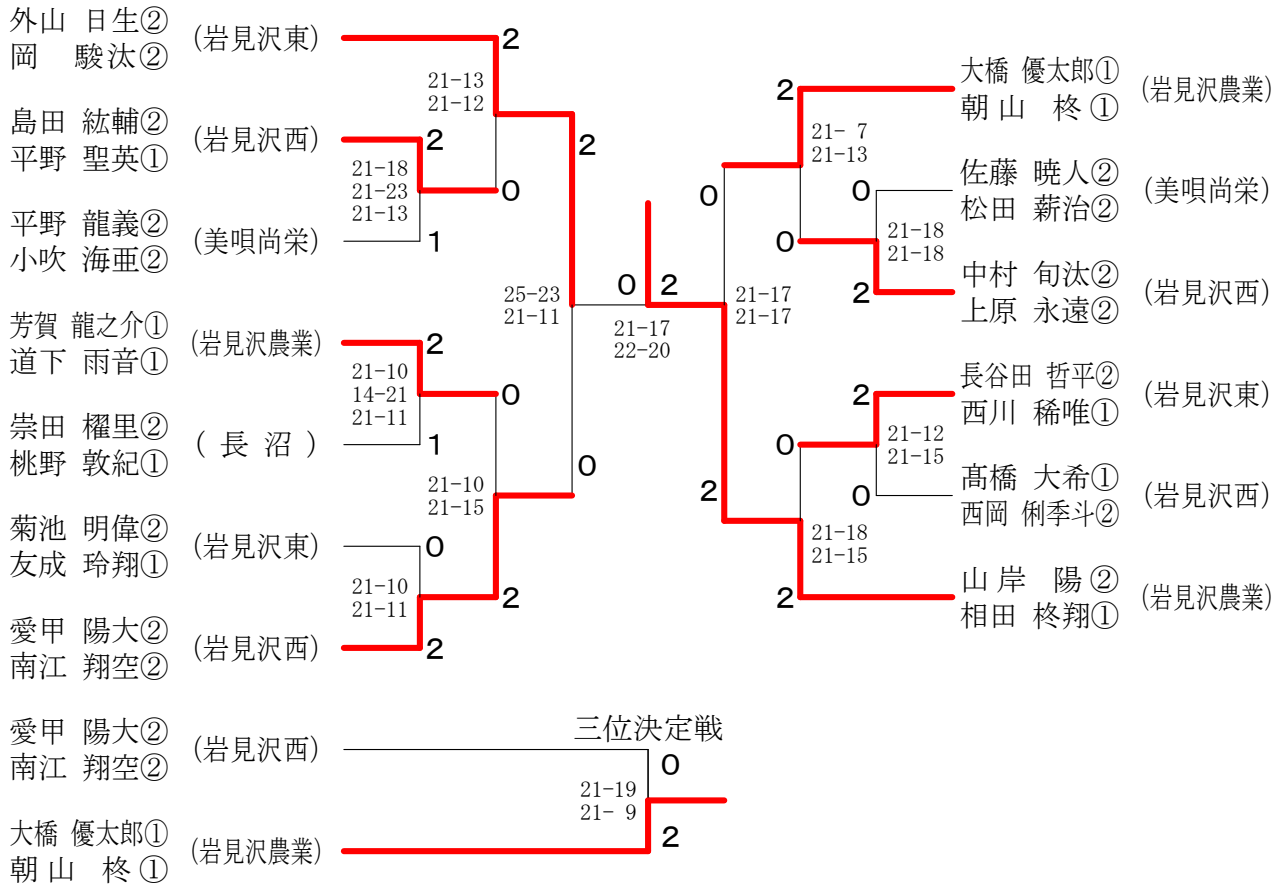 外山 日生②
岡 駿汰②
(岩見沢東)
2
21-13
21-12
島田 紘輔②
平野 聖英①
(岩見沢西)
2
21-18
21-23
21-13
0
平野 龍義②
小吹 海亜②
(美唄尚栄)
1
2
25-23
21-11
芳賀 龍之介①
道下 雨音①
(岩見沢農業)
2
21-10
14-21
21-11
0
崇田 櫂里②
桃野 敦紀①
(長沼)
1
0
21-10
21-15
菊池 明偉②
友成 玲翔①
(岩見沢東)
0
21-10
21-11
2
愛甲 陽大②
南江 翔空②
(岩見沢西)
2
0 2
21-17
22-20
2
大橋 優太郎①
朝山 柊①
(岩見沢農業)
21- 7
21-13
0
0
佐藤 暁人②
松田 薪治②
(美唄尚栄)
21-18
21-18
0
2
中村 旬汰②
上原 永遠②
(岩見沢西)
21-17
21-17
2
長谷田 哲平②
西川 稀唯①
(岩見沢東)
21-12
21-15
0
0
髙橋 大希①
西岡 俐季斗②
(岩見沢西)
2
21-18
21-15
2
山岸 陽②
相田 柊翔①
(岩見沢農業)
三位決定戦
愛甲 陽大②
南江 翔空②
(岩見沢西)
0
21-19
21- 9
大橋 優太郎①
朝山 柊①
(岩見沢農業)
2